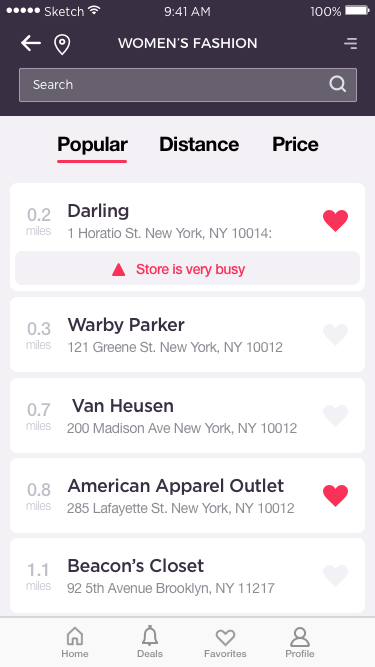 Sketch 9:41 AM 100%
WOMEN'S FASHION
Search
Popular Distance Price
0.2 miles Darling
1 Horatio St. New York, NY 10014:
Store is very busy
0.3 miles Warby Parker
121 Greene St. New York, NY 10012
0.7 miles Van Heusen
200 Madison Ave New York, NY 10012
0.8 miles American Apparel Outlet
285 Lafayette St. New York, NY 10012
1.1 miles Beacon's Closet
92 5th Avenue Brooklyn, NY 11217
Home Deals Favorites Profile